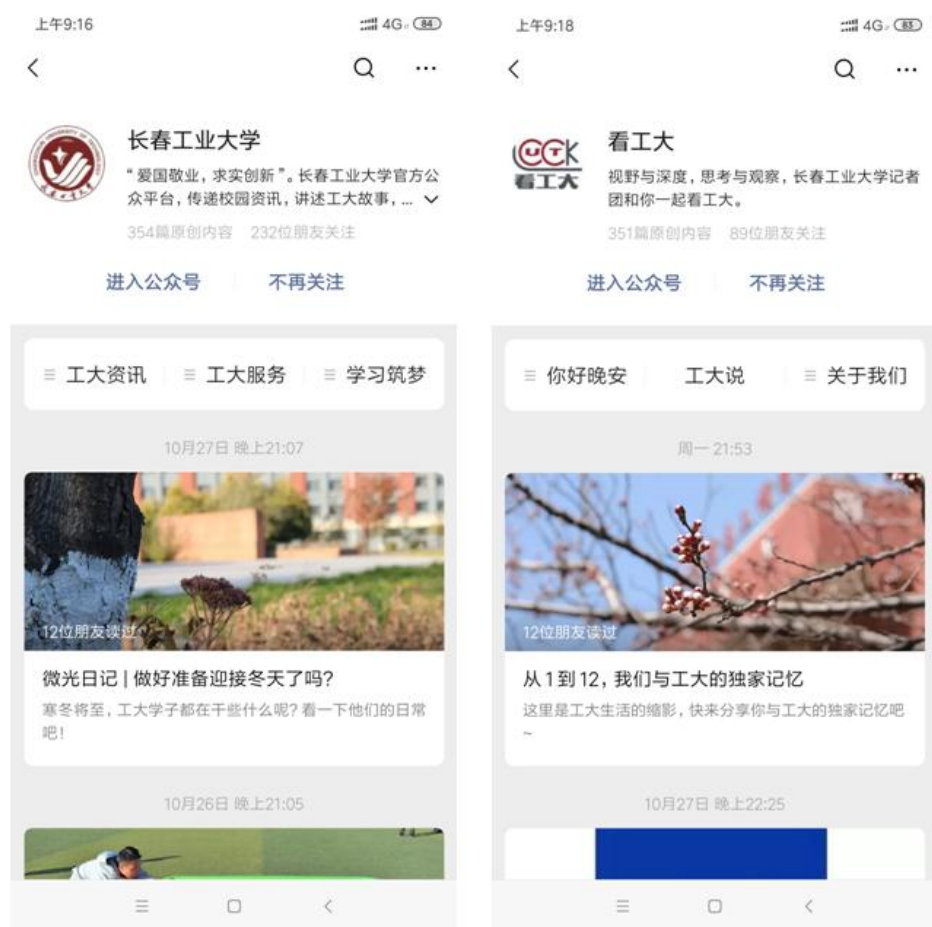 上午9:16
4G
84
长春工业大学
“爱国敬业，求实创新”。长春工业大学官方公
众平台，传递校园资讯，讲述工大故事，...
354篇原创内容 232位朋友关注
进入公众号 不再关注
工大资讯 工大服务 学习筑梦
10月27日 晚上21:07
12位朋友读过
微光日记 | 做好准备迎接冬天了吗?
寒冬将至，工大学子都在干些什么呢? 看一下他们的日常
吧!
10月26日 晚上21:05
上午9:18
4G
83
UT
看工大
看工大
视野与深度，思考与观察，长春工业大学记者
团和你一起看工大。
351篇原创内容 89位朋友关注
进入公众号 不再关注
你好晚安 工大说 关于我们
周一 21:53
12位朋友读过
从1到12，我们与工大的独家记忆
这里是工大生活的缩影，快来分享你与工大的独家记忆吧
~
10月27日 晚上22:25